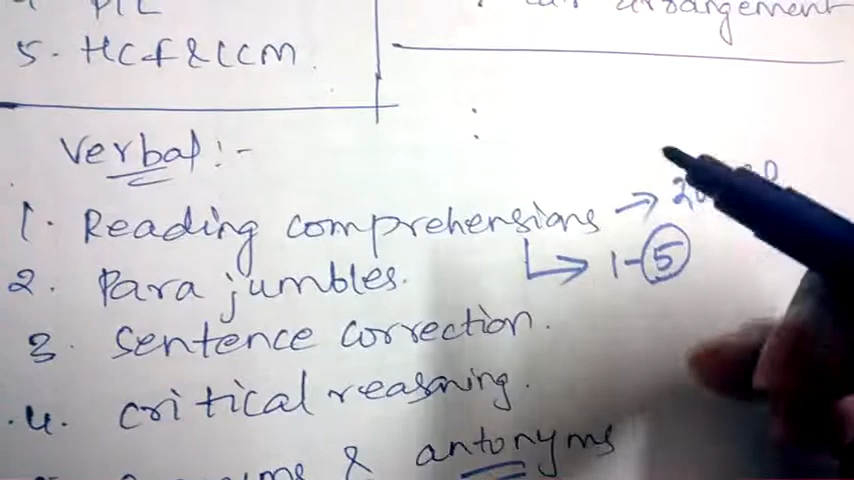 arrangement
5. HCF & LCM
Verbal :-
1. Reading comprehensions →
↳ 1-5
2. Para jumbles.
3. Sentence correction.
4. critical reasoning.
& antonyms